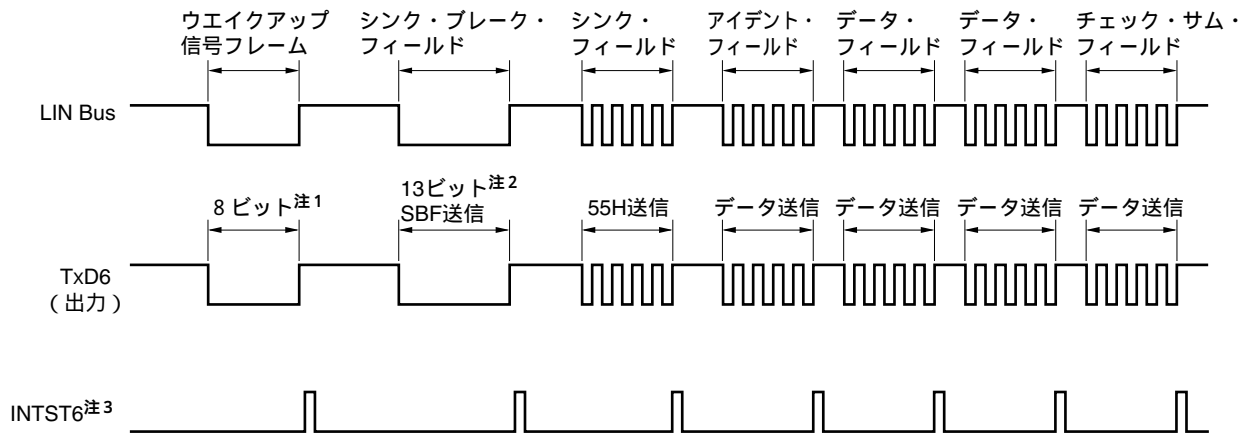 ウエイクアップ
信号フレーム
シンク・ブレーク・
フィールド
シンク・
フィールド
アイデント・
フィールド
データ・
フィールド
データ・
フィールド
チェック・サム・
フィールド
LIN Bus
8 ビット注1
13ビット注2
SBF送信
55H送信
データ送信
データ送信
データ送信
データ送信
TxD6
(出力)
INTST6注3